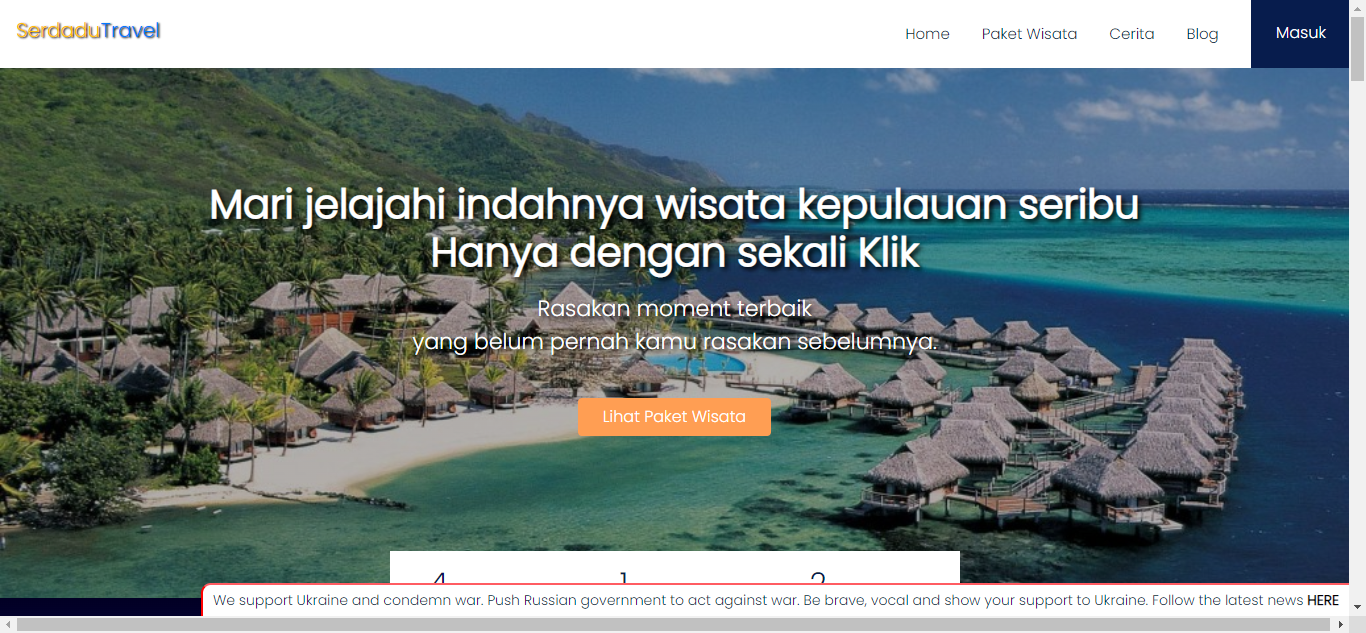 SerdaduTravel
Home
Paket Wisata
Cerita
Blog
Masuk
Mari jelajahi indahnya wisata kepulauan seribu
Hanya dengan sekali Klik
Rasakan moment terbaik
yang belum pernah kamu rasakan sebelumnya.
Lihat Paket Wisata
4 1 2
We support Ukraine and condemn war. Push Russian government to act against war. Be brave, vocal and show your support to Ukraine. Follow the latest news HERE